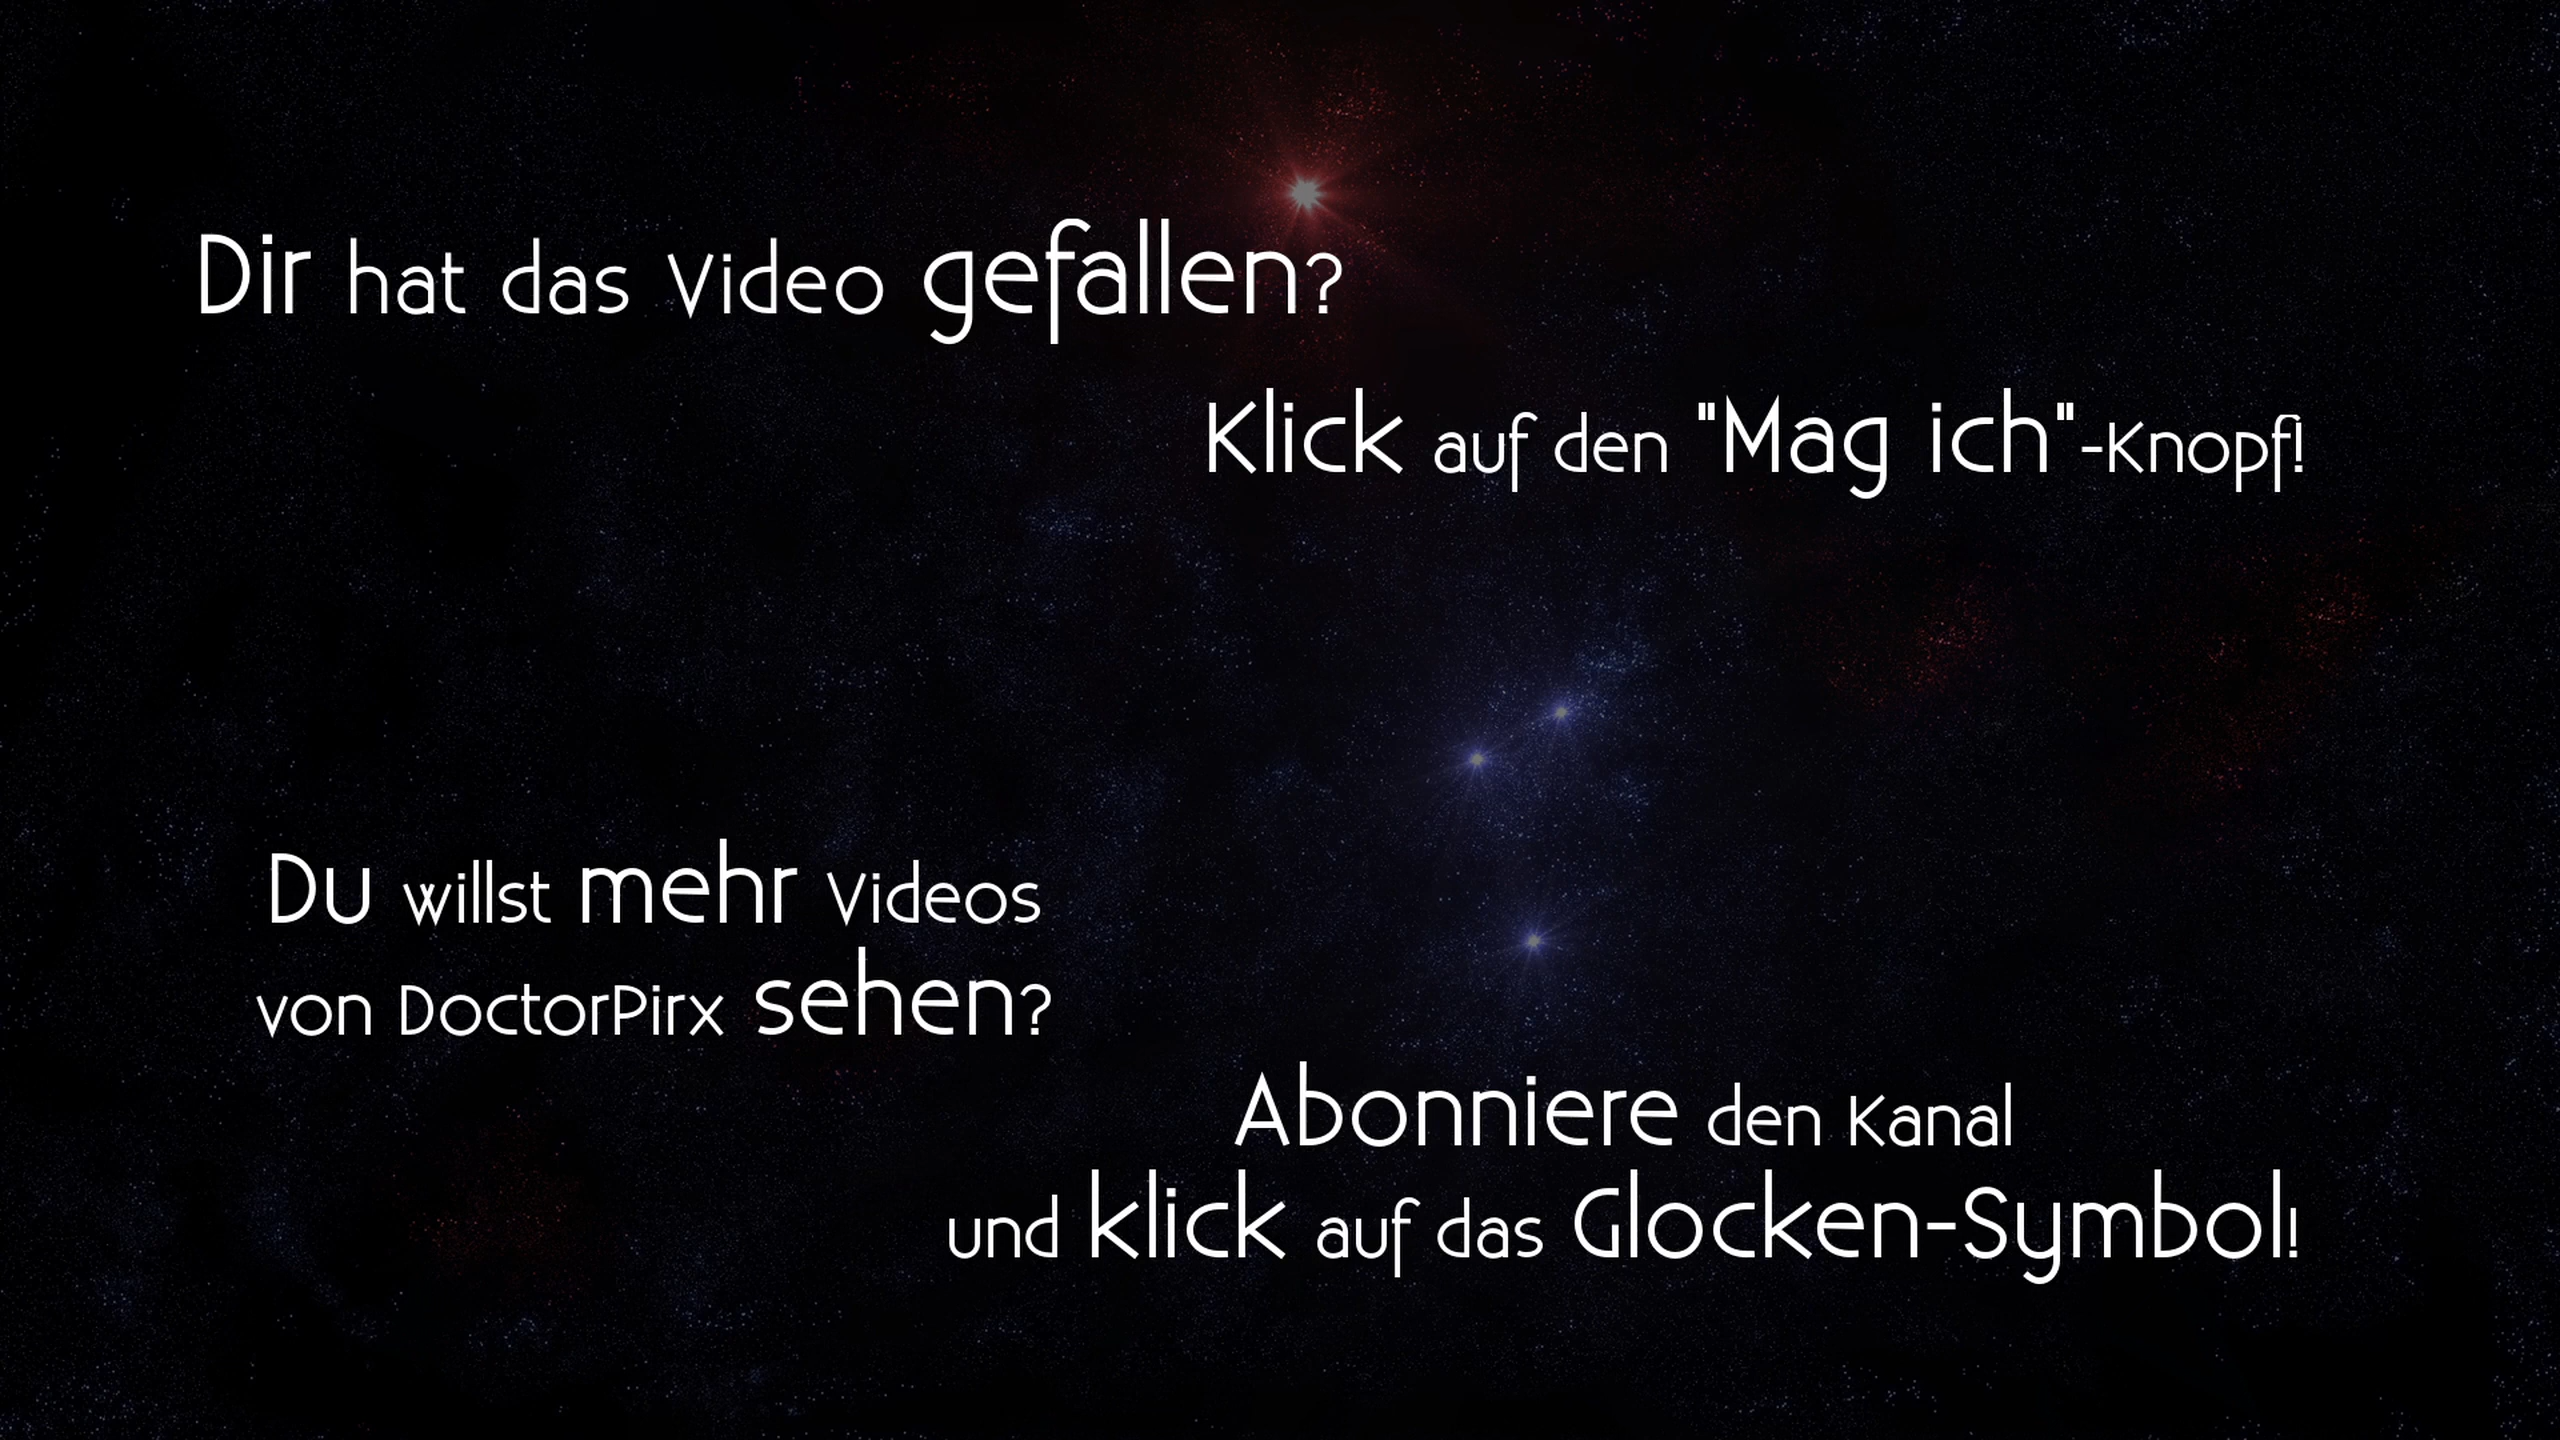 Dir hat das Video gefallen?
Klick auf den "Mag ich"-Knopf!
Du willst mehr Videos
von DoctorPirx sehen?
Abonniere den Kanal
und klick auf das Glocken-Symbol!